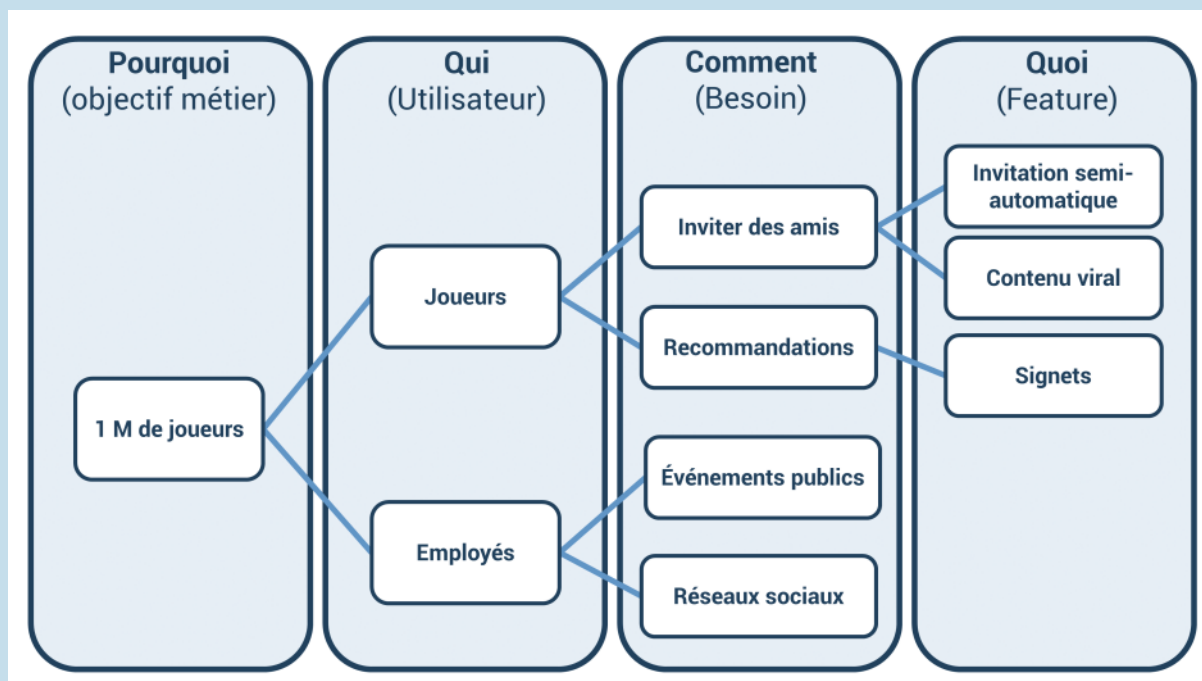 Pourquoi
(objectif métier)
Qui
(Utilisateur)
Comment
(Besoin)
Quoi
(Feature)
1 M de joueurs
Joueurs
Employés
Inviter des amis
Recommandations
Événements publics
Réseaux sociaux
Invitation semi-
automatique
Contenu viral
Signets